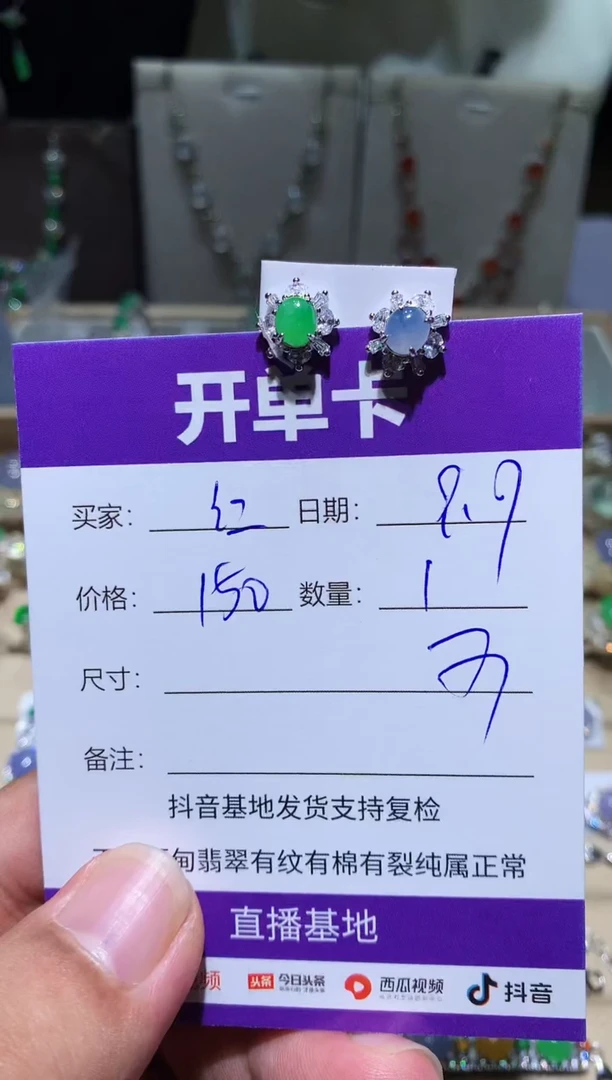 开单卡
买家： 红 日期： 8.9
价格： 150 数量： 1
尺寸：
备注：
抖音基地发货支持复检
甸翡翠有纹有棉有裂纯属正常
直播基地
视频 头条 今日头条 西瓜视频 抖音